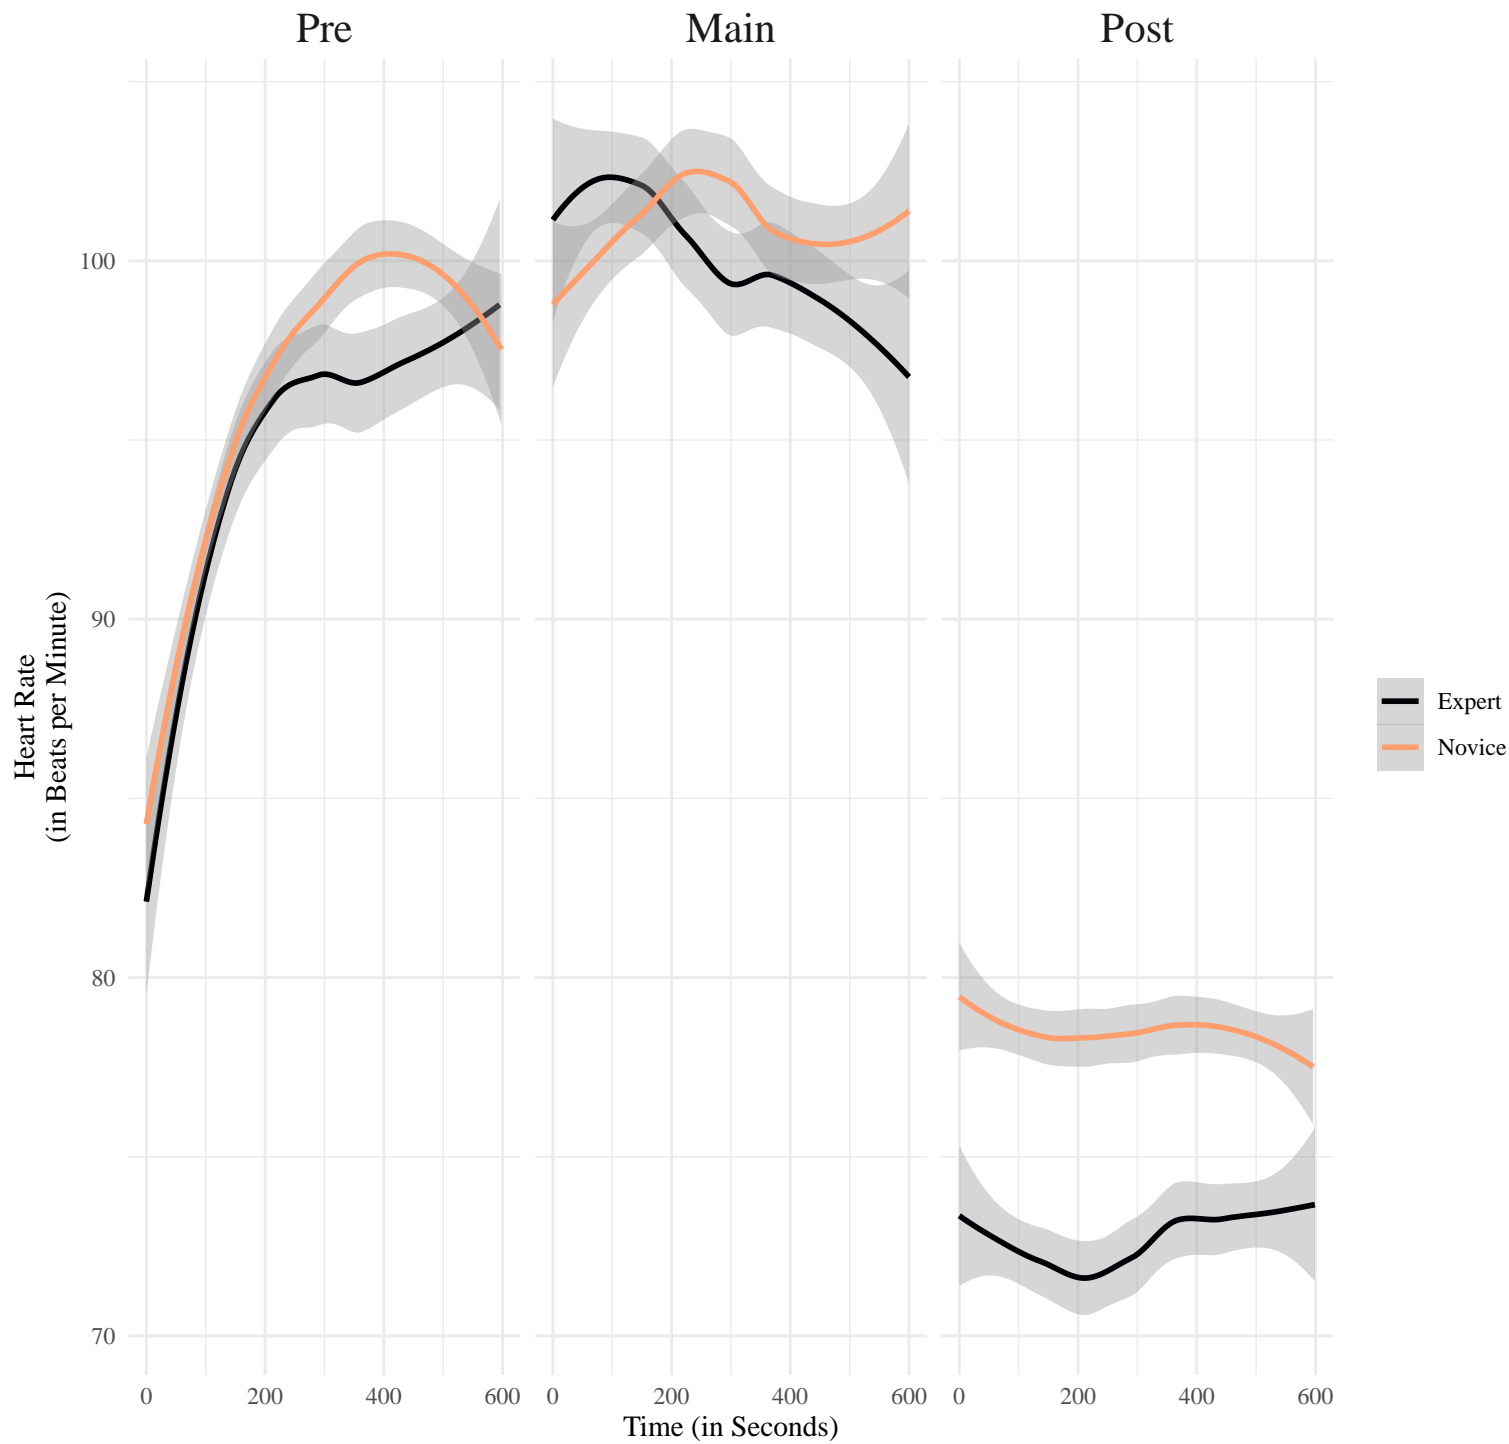 Pre
Main
Post
100
90
80
70
Heart Rate
(in Beats per Minute)
0 200 400 600
0 200 400 600
0 200 400 600
Time (in Seconds)
Expert
Novice